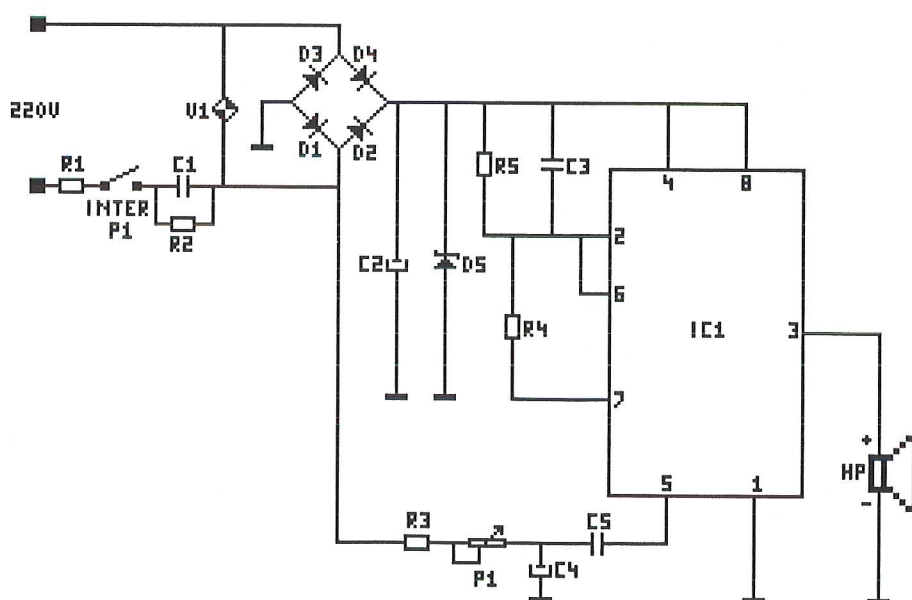 D3 D4
220V
V1
D1 D2
R1
C1
INTER
P1
R2
R5
C3
4
8
2
C2
D5
6
R4
IC1
3
7
+
HP
-
5
1
R3
C5
P1
C4